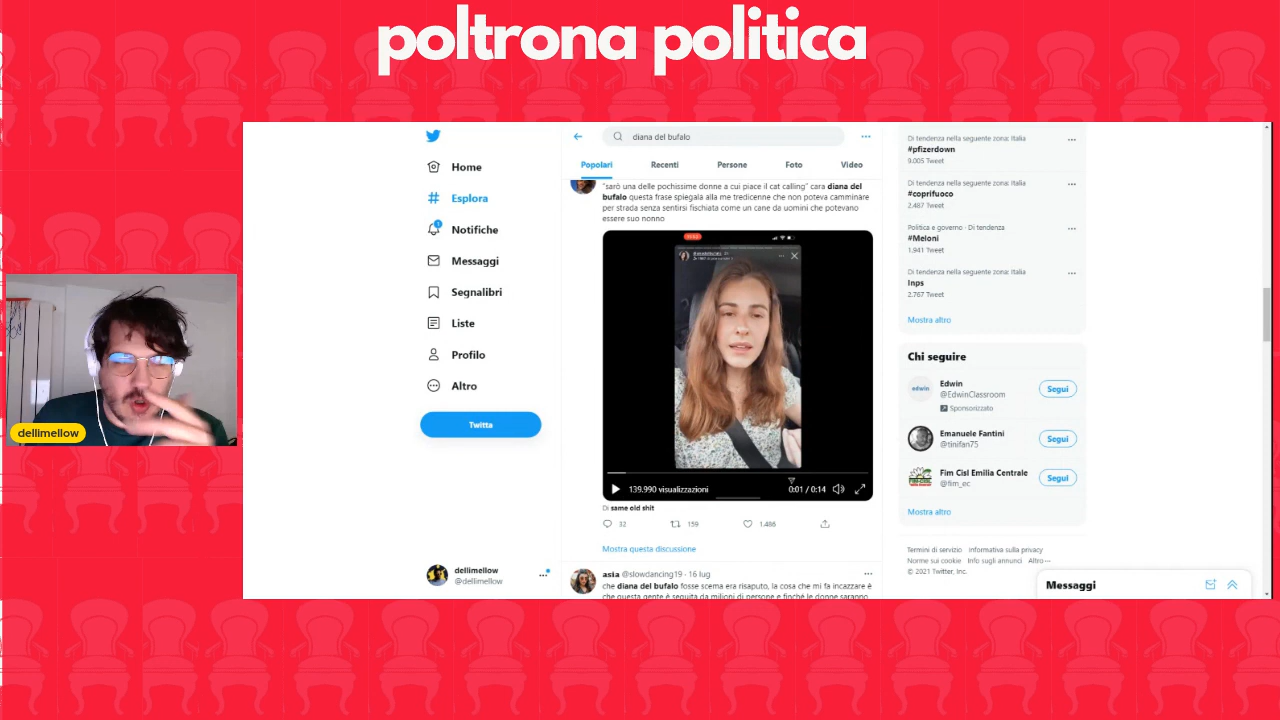 poltrona politica
diana del bufalo
Popolari
Recenti
Persone
Foto
Video
Home
Esplora
Notifiche
Messaggi
Segnalibri
Liste
Profilo
Altro
Twitta
dellimellow
@dellimellow
"sarò una delle pochissime donne a cui piace il cat calling" cara diana del
bufalo questa frase spiegala alla me tredicenne che non poteva camminare
per strada senza sentirsi fischiata come un cane da uomini che potevano
essere suo nonno
139.990 visualizzazioni
0:01 / 0:14
Di same old shit
32
159
1.486
Mostra questa discussione
asia @slowdancing19 · 16 lug
che diana del bufalo fosse scema era risaputo, la cosa che mi fa incazzare è
che questa gente è seguita da milioni di persone e finché le donne saranno
Di tendenza nella seguente zona: Italia
#pfizerdown
9.005 Tweet
Di tendenza nella seguente zona: Italia
#coprifuoco
2.487 Tweet
Politica e governo · Di tendenza
#Meloni
1.941 Tweet
Di tendenza nella seguente zona: Italia
Inps
2.767 Tweet
Mostra altro
Chi seguire
edwin
Edwin
@EdwinClassroom
Sponsorizzato
Segui
Emanuele Fantini
@tinifan75
Segui
Fim Cisl Emilia Centrale
@fim_ec
Segui
Mostra altro
Termini di servizio Informativa sulla privacy
Norme sui cookie Info sugli annunci Altro
© 2021 Twitter, Inc.
Messaggi
dellimellow